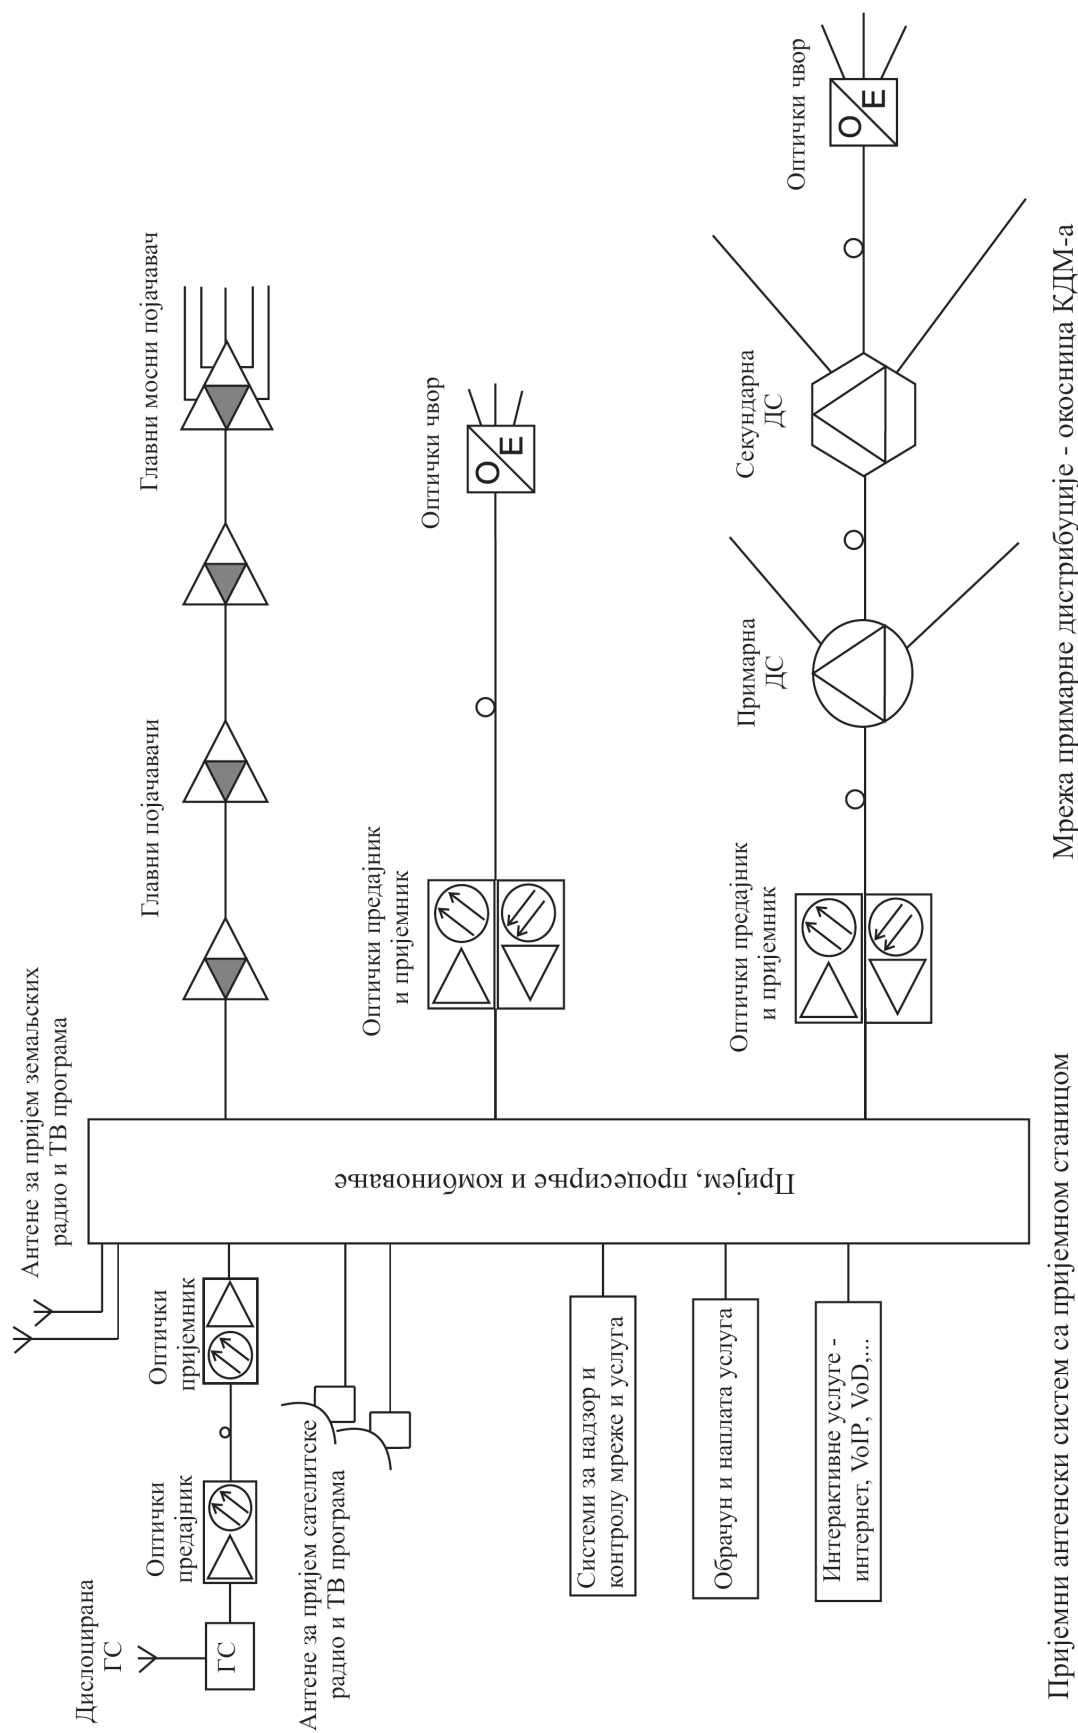 Дислоцирана
ГС
ГС
Оптички
предајник
Оптички
пријемник
Антене за пријем земаљских
радио и ТВ програма
Антене за пријем сателитске
радио и ТВ програма
Системи за надзор и
контролу мреже и услуга
Обрачун и наплата услуга
Интерактивне услуге -
интернет, VoIP, VoD,...
Пријем, процесирње и комбиновање
Главни појачавачи
Главни мосни појачавач
Оптички предајник
и пријемник
Оптички чвор
O
E
Оптички предајник
и пријемник
Примарна
ДС
Секундарна
ДС
Оптички чвор
O
E
Пријемни антенски систем са пријемном станицом
Мрежа примарне дистрибуције - окосница КДМ-а